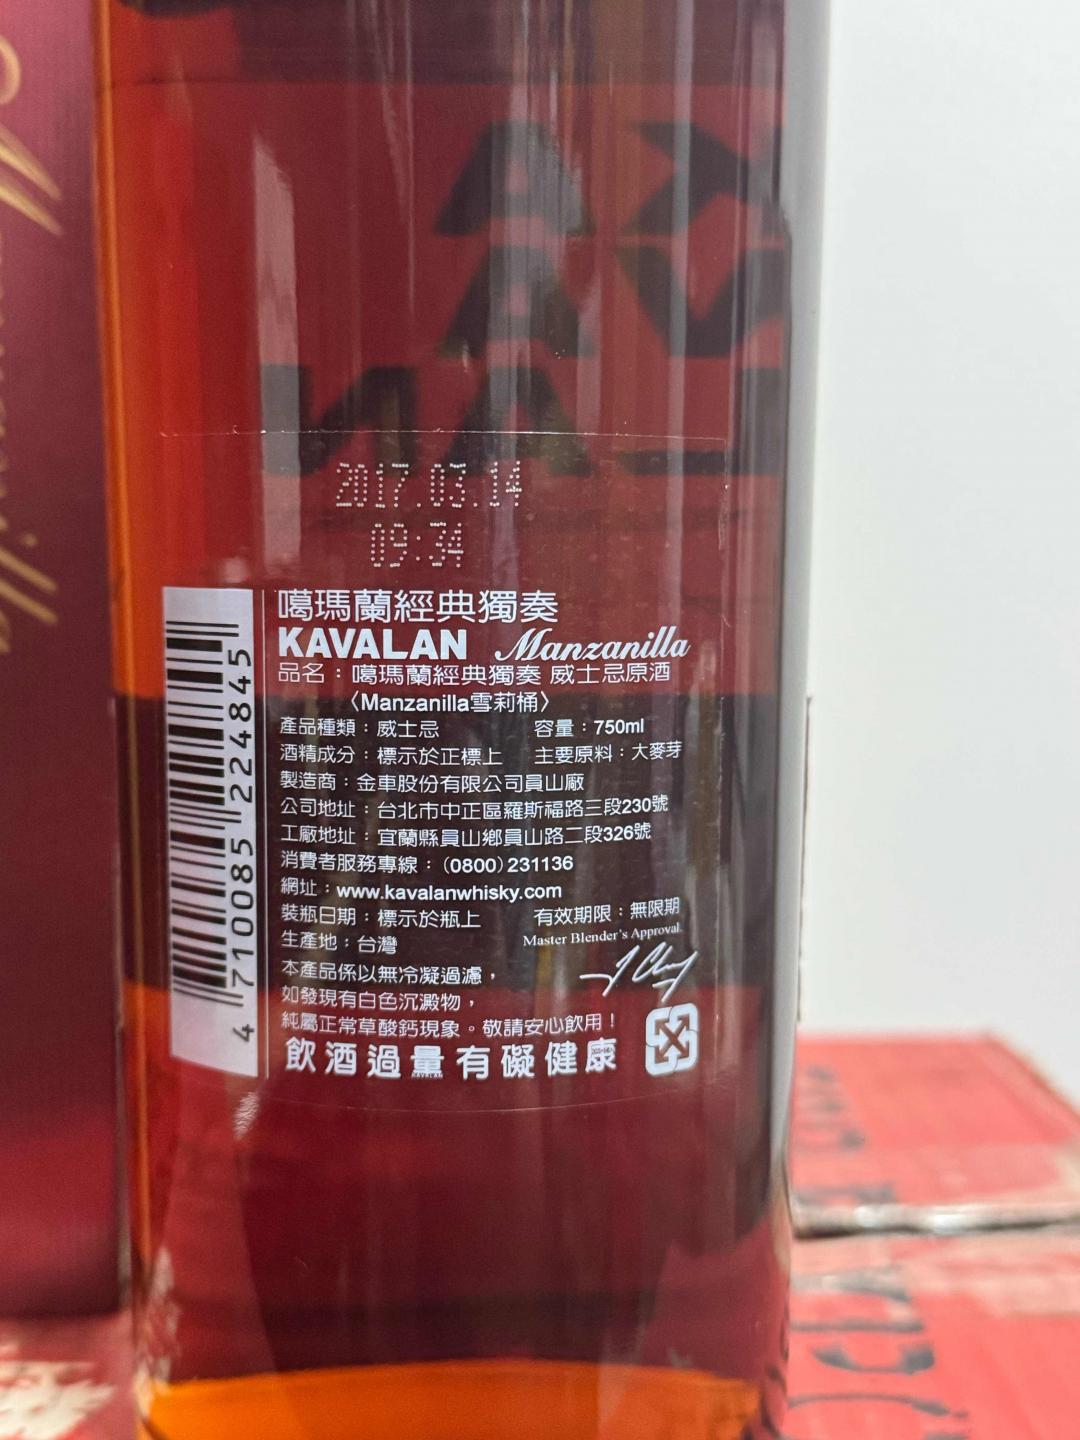 2017.03.14
09:34
噶瑪蘭經典獨奏
KAVALAN Manzanilla
品名：噶瑪蘭經典獨奏 威士忌原酒
〈Manzanilla雪莉桶〉
產品種類：威士忌 容量：750ml
酒精成分：標示於正標上 主要原料：大麥芽
製造商：金車股份有限公司員山廠
公司地址：台北市中正區羅斯福路三段230號
工廠地址：宜蘭縣員山鄉員山路二段326號
消費者服務專線：(0800)231136
網址：www.kavalanwhisky.com
裝瓶日期：標示於瓶上 有效期限：無限期
生產地：台灣
Master Blender's Approval
本產品係以無冷凝過濾，
如發現有白色沉澱物，
純屬正常草酸鈣現象。敬請安心飲用！
飲酒過量有礙健康
4 710085 224845